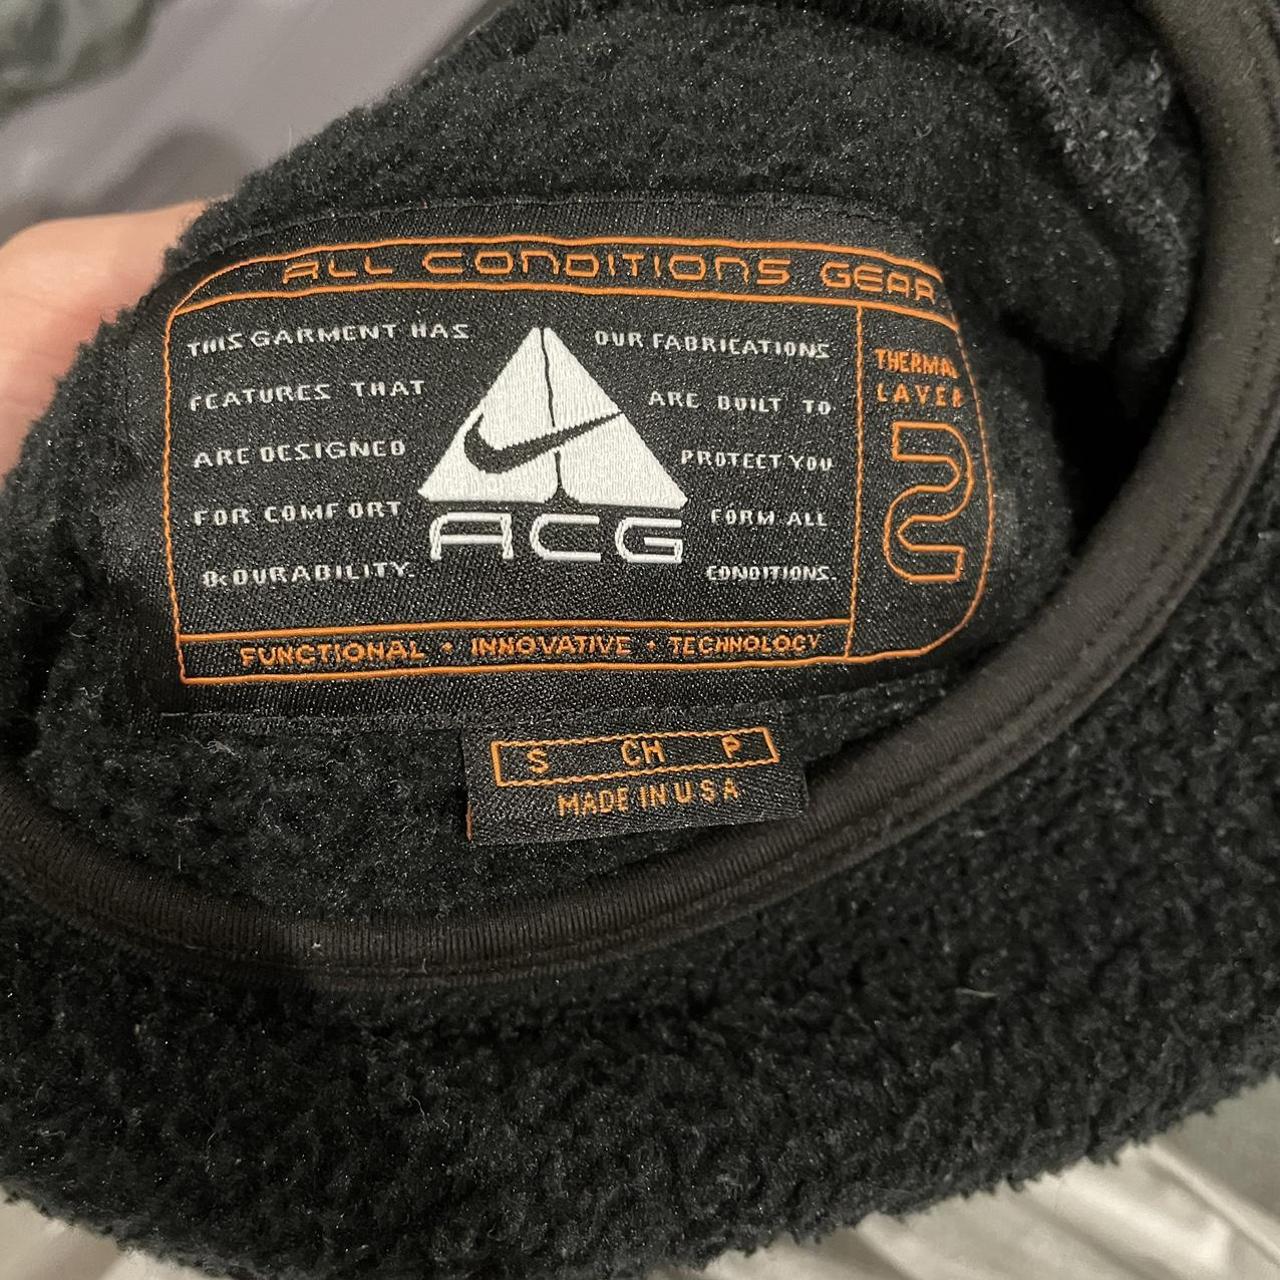 ALL CONDITIONS GEAR
THIS GARMENT HAS
FEATURES THAT
ARE DESIGNED
FOR COMFORT
& DURABILITY.
ACG
OUR FABRICATIONS
ARE BUILT TO
PROTECT YOU
FORM ALL
CONDITIONS.
THERMAL
LAYER
2
FUNCTIONAL · INNOVATIVE · TECHNOLOGY
S CH P
MADE IN USA